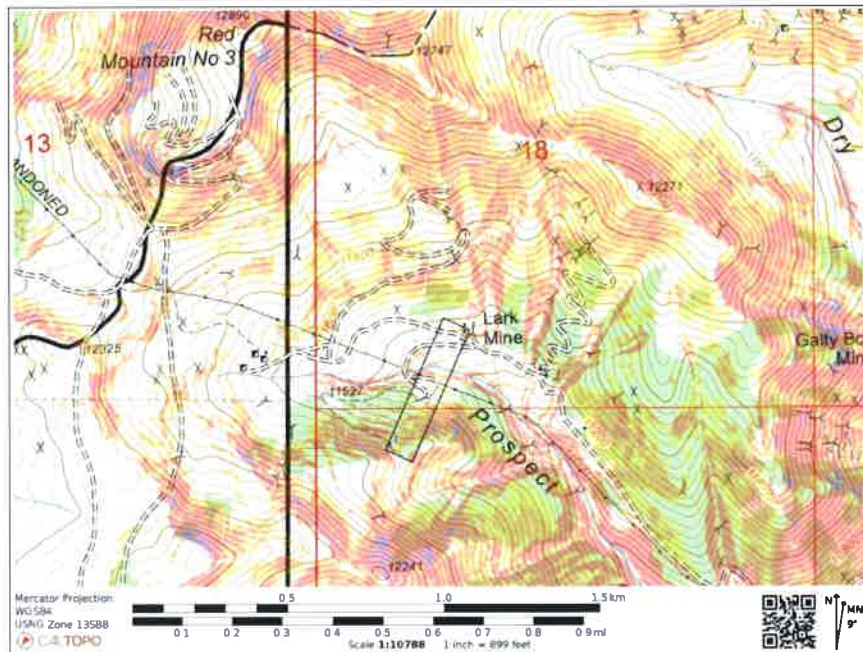 12890
Red
Mountain No 3
12747
13
18
Dry
ANDONED
12271
Lark
Mine
Galty Bo
Min
12325
11597
Prospect
12241
Mercator Projection
WGS84
USNG Zone 13SBB
CALTOPO
0.5 1.0 1.5 km
0.1 0.2 0.3 0.4 0.5 0.6 0.7 0.8 0.9 mi
Scale 1:10788 1 inch = 899 feet
N
MN
9°